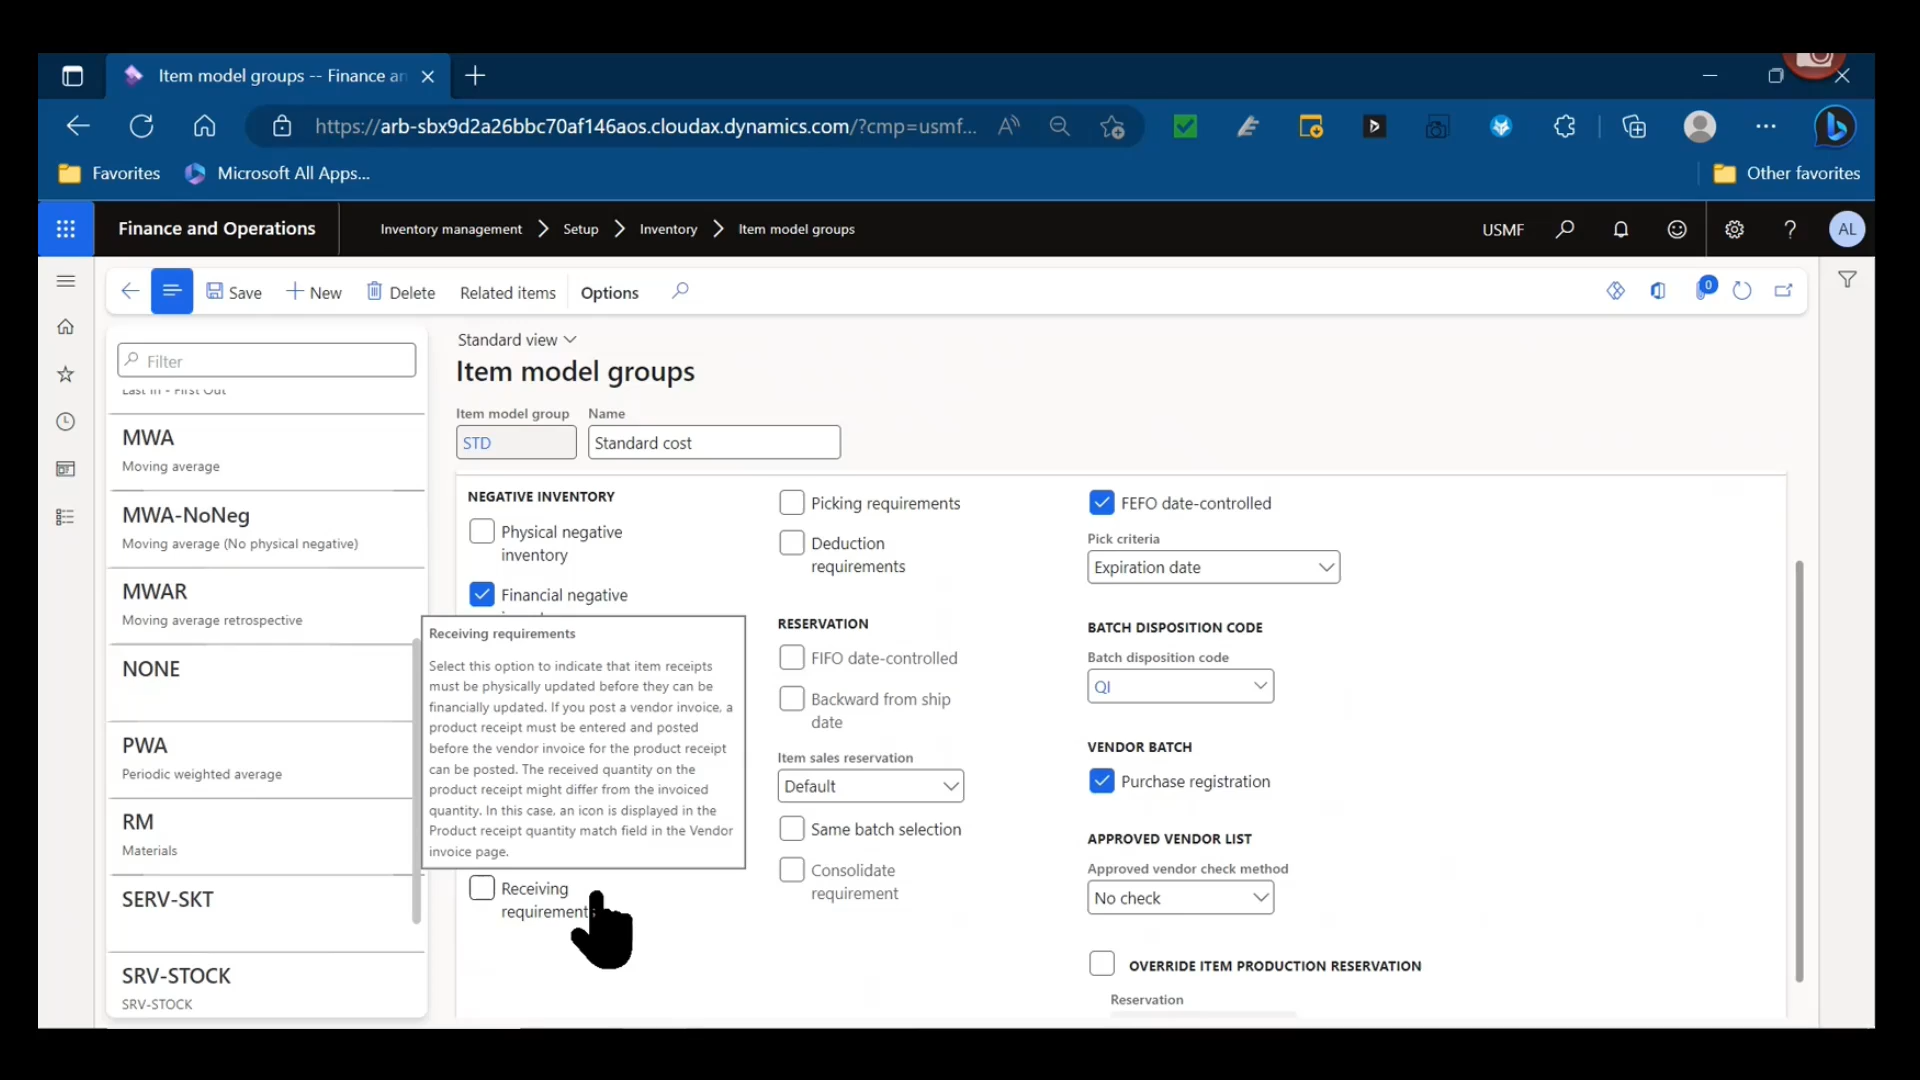 Item model groups -- Finance an
https://arb-sbx9d2a26bbc70af146aos.cloudax.dynamics.com/?cmp=usmf...
Favorites
Microsoft All Apps...
Other favorites
Finance and Operations
Inventory management
Setup
Inventory
Item model groups
USMF
AL
Save
New
Delete
Related items
Options
0
Filter
Last In - First Out
MWA
Moving average
MWA-NoNeg
Moving average (No physical negative)
MWAR
Moving average retrospective
NONE
PWA
Periodic weighted average
RM
Materials
SERV-SKT
SRV-STOCK
SRV-STOCK
Standard view
Item model groups
Item model group
Name
STD
Standard cost
NEGATIVE INVENTORY
Physical negative
inventory
Financial negative
Receiving requirements
Select this option to indicate that item receipts
must be physically updated before they can be
financially updated. If you post a vendor invoice, a
product receipt must be entered and posted
before the vendor invoice for the product receipt
can be posted. The received quantity on the
product receipt might differ from the invoiced
quantity. In this case, an icon is displayed in the
Product receipt quantity match field in the Vendor
invoice page.
Receiving
requirements
Picking requirements
Deduction
requirements
RESERVATION
FIFO date-controlled
Backward from ship
date
Item sales reservation
Default
Same batch selection
Consolidate
requirement
FEFO date-controlled
Pick criteria
Expiration date
BATCH DISPOSITION CODE
Batch disposition code
QI
VENDOR BATCH
Purchase registration
APPROVED VENDOR LIST
Approved vendor check method
No check
OVERRIDE ITEM PRODUCTION RESERVATION
Reservation